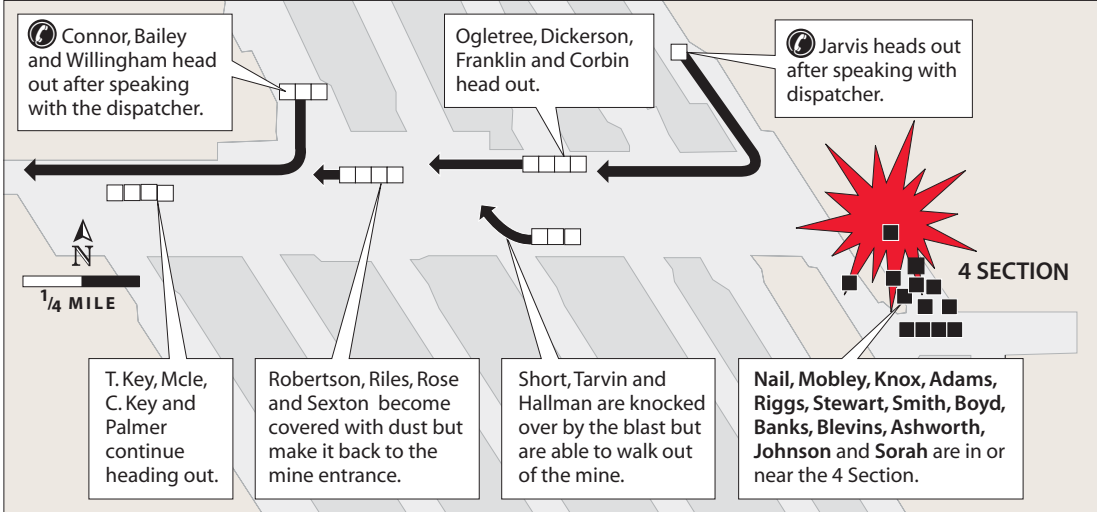 Connor, Bailey
and Willingham head
out after speaking
with the dispatcher.
Ogletree, Dickerson,
Franklin and Corbin
head out.
Jarvis heads out
after speaking with
dispatcher.
N
1/4 MILE
4 SECTION
T. Key, McIe,
C. Key and
Palmer
continue
heading out.
Robertson, Riles, Rose
and Sexton become
covered with dust but
make it back to the
mine entrance.
Short, Tarvin and
Hallman are knocked
over by the blast but
are able to walk out
of the mine.
Nail, Mobley, Knox, Adams,
Riggs, Stewart, Smith, Boyd,
Banks, Blevins, Ashworth,
Johnson and Sorah are in or
near the 4 Section.